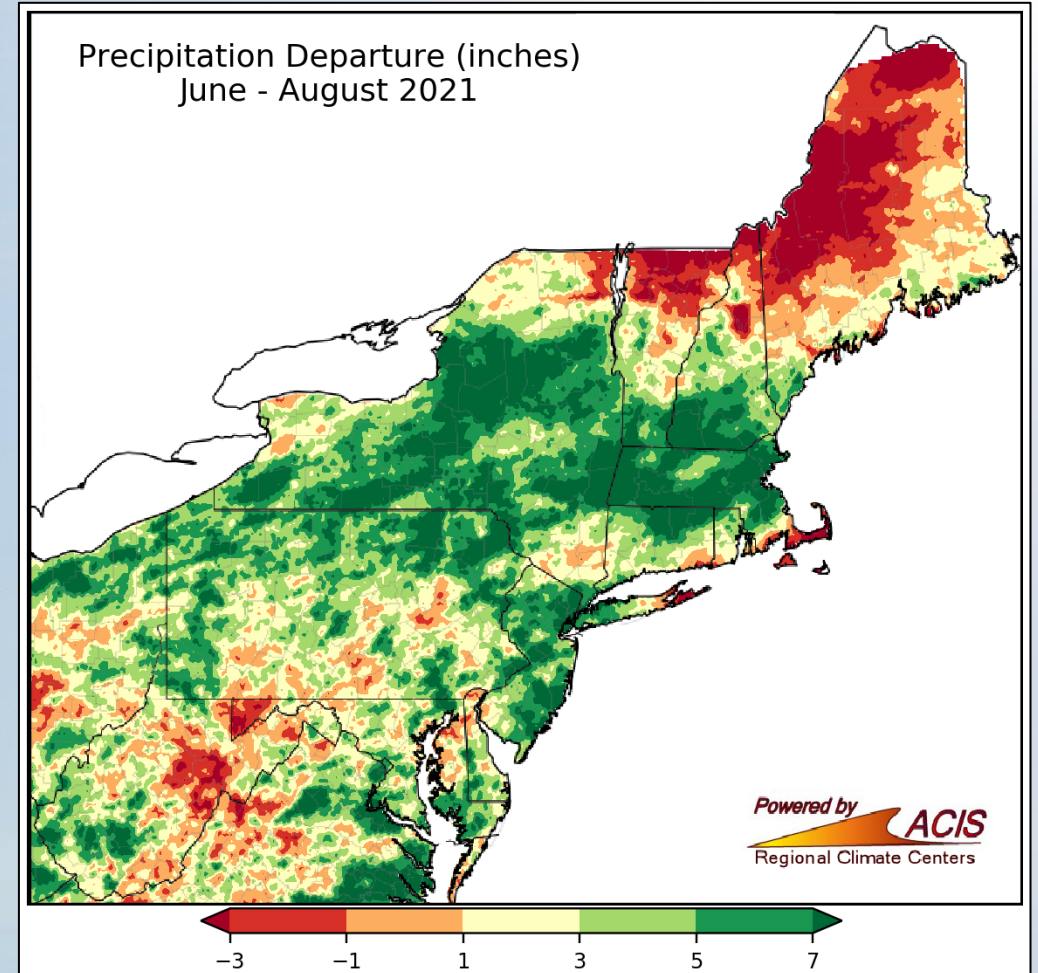 Precipitation Departure (inches)
June - August 2021
Powered by
ACIS
Regional Climate Centers
−3 −1 1 3 5 7